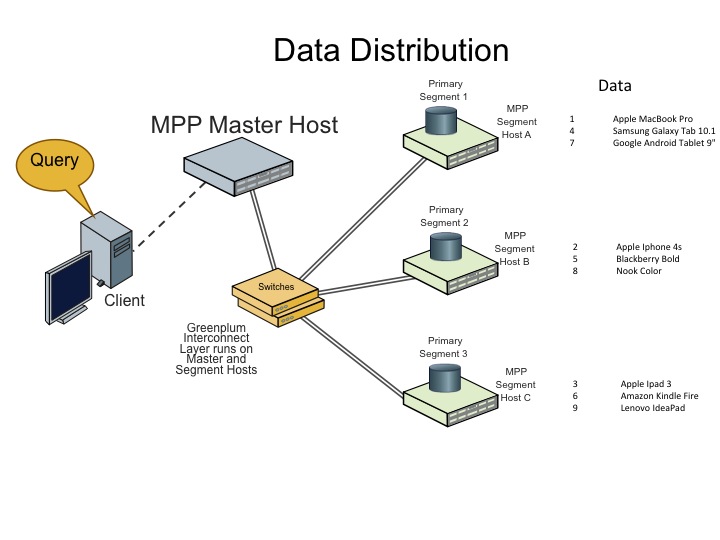 Data Distribution
Data
MPP Master Host
Query
Client
Switches
Greenplum
Interconnect
Layer runs on
Master and
Segment Hosts
Primary
Segment 1
MPP
Segment
Host A
1 Apple MacBook Pro
4 Samsung Galaxy Tab 10.1
7 Google Android Tablet 9"
Primary
Segment 2
MPP
Segment
Host B
2 Apple Iphone 4s
5 Blackberry Bold
8 Nook Color
Primary
Segment 3
MPP
Segment
Host C
3 Apple Ipad 3
6 Amazon Kindle Fire
9 Lenovo IdeaPad